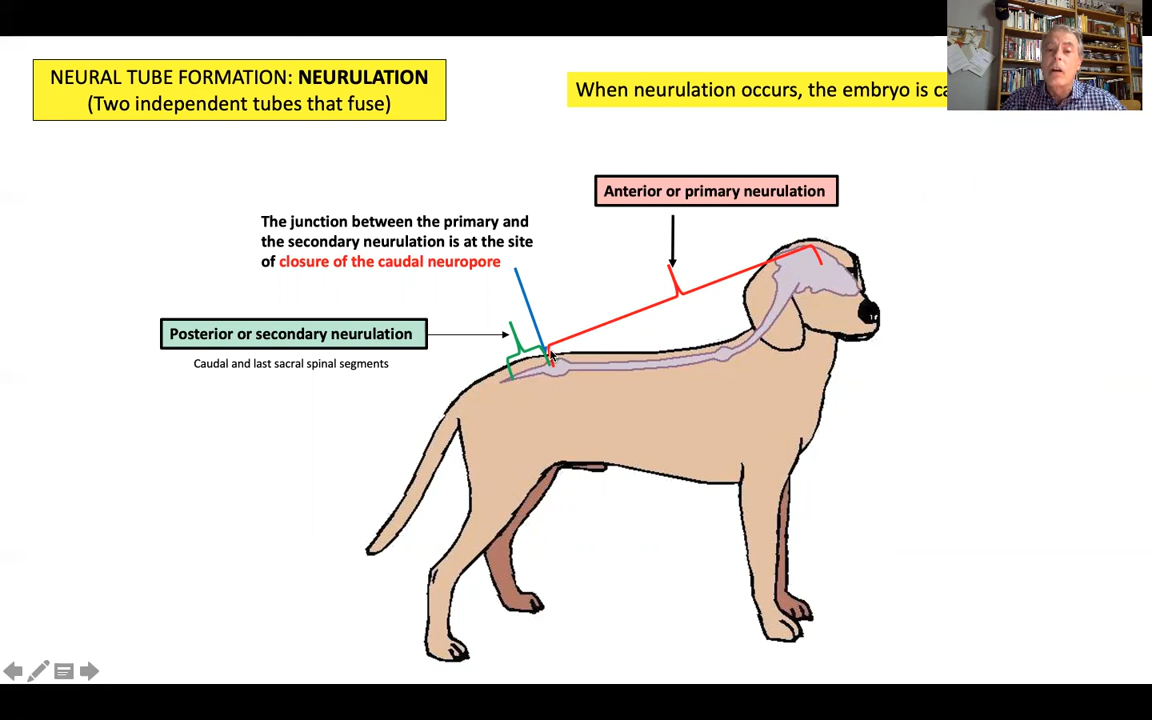 NEURAL TUBE FORMATION: NEURULATION
(Two independent tubes that fuse)
When neurulation occurs, the embryo is
Anterior or primary neurulation
The junction between the primary and
the secondary neurulation is at the site
of closure of the caudal neuropore
Posterior or secondary neurulation
Caudal and last sacral spinal segments